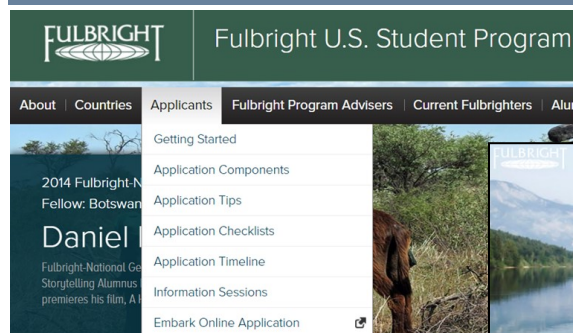 FULBRIGHT
Fulbright U.S. Student Program
About | Countries Applicants Fulbright Program Advisers | Current Fulbrighters | Alu
Getting Started
Application Components
2014 Fulbright-N
Fellow: Botswan
Application Tips
Daniel
Application Checklists
Fulbright-National Ge
Application Timeline
Storytelling Alumnus
premieres his film, A
Information Sessions
Embark Online Application
FULBRIGHT